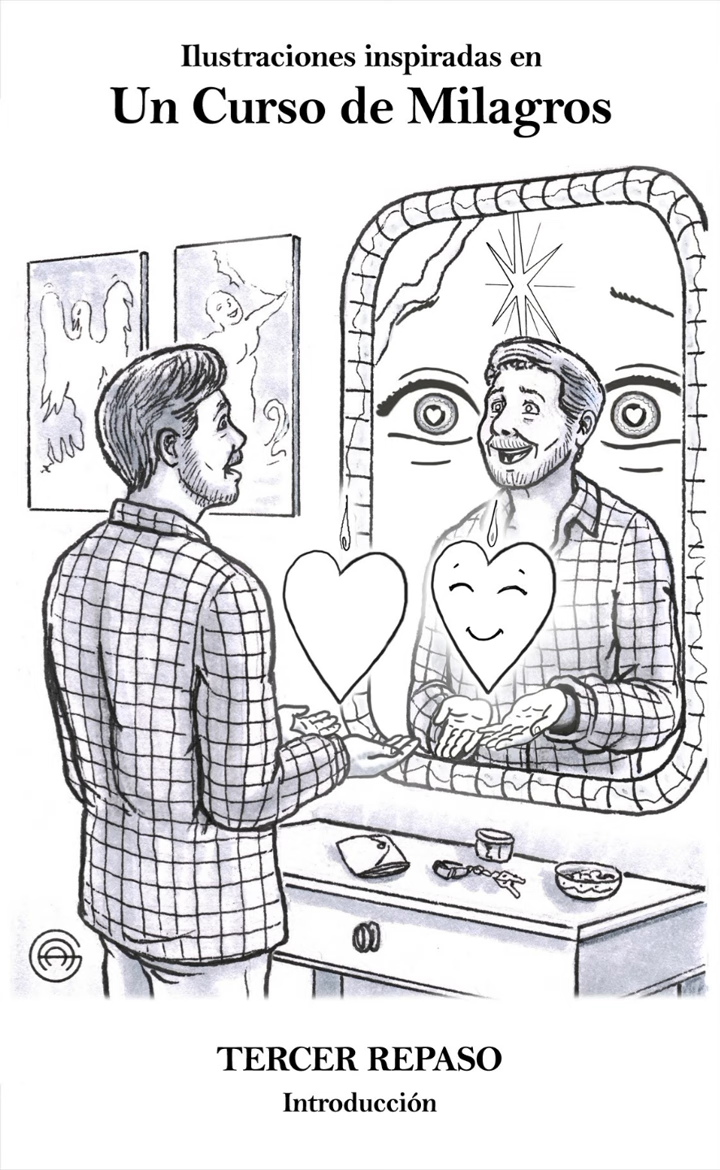 Ilustraciones inspiradas en
Un Curso de Milagros
TERCER REPASO
Introducción